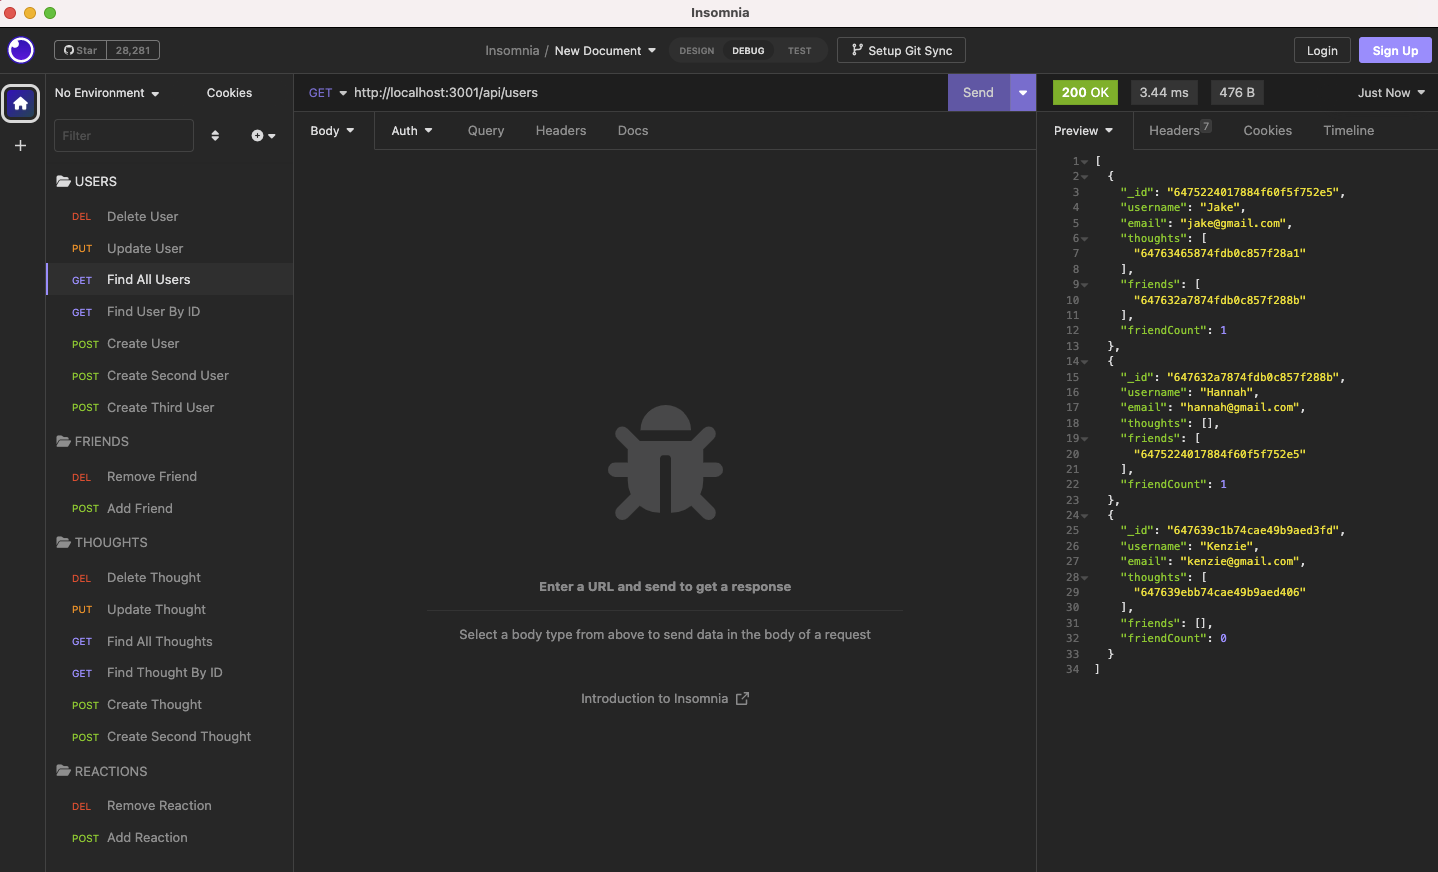 Insomnia
Star 28,281
Insomnia / New Document
DESIGN DEBUG TEST
Setup Git Sync
Login
Sign Up
No Environment
Cookies
Filter
USERS
DEL Delete User
PUT Update User
GET Find All Users
GET Find User By ID
POST Create User
POST Create Second User
POST Create Third User
FRIENDS
DEL Remove Friend
POST Add Friend
THOUGHTS
DEL Delete Thought
PUT Update Thought
GET Find All Thoughts
GET Find Thought By ID
POST Create Thought
POST Create Second Thought
REACTIONS
DEL Remove Reaction
POST Add Reaction
GET http://localhost:3001/api/users
Send
Body Auth Query Headers Docs
Enter a URL and send to get a response
Select a body type from above to send data in the body of a request
Introduction to Insomnia
200 OK 3.44 ms 476 B Just Now
Preview Headers 7 Cookies Timeline
1 [
2 {
3 "_id": "6475224017884f60f5f752e5",
4 "username": "Jake",
5 "email": "jake@gmail.com",
6 "thoughts": [
7 "64763465874fdb0c857f28a1"
8 ],
9 "friends": [
10 "647632a7874fdb0c857f288b"
11 ],
12 "friendCount": 1
13 },
14 {
15 "_id": "647632a7874fdb0c857f288b",
16 "username": "Hannah",
17 "email": "hannah@gmail.com",
18 "thoughts": [],
19 "friends": [
20 "6475224017884f60f5f752e5"
21 ],
22 "friendCount": 1
23 },
24 {
25 "_id": "647639c1b74cae49b9aed3fd",
26 "username": "Kenzie",
27 "email": "kenzie@gmail.com",
28 "thoughts": [
29 "647639ebb74cae49b9aed406"
30 ],
31 "friends": [],
32 "friendCount": 0
33 }
34 ]